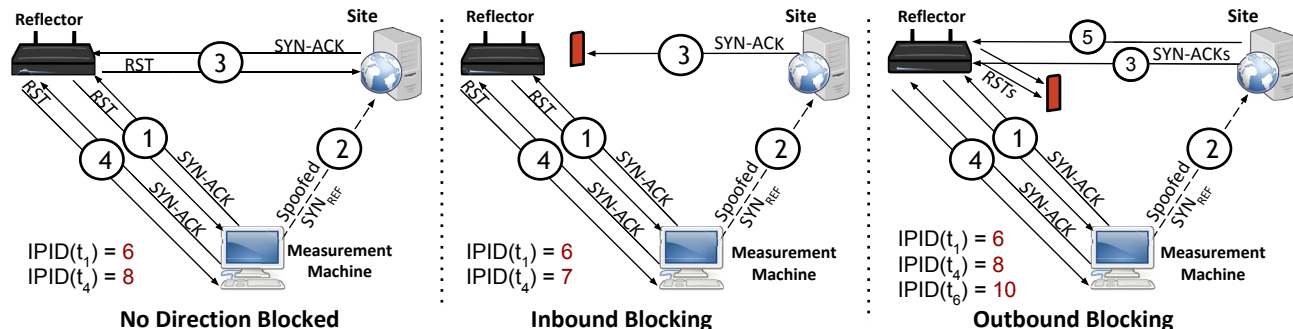 Reflector
Site
SYN-ACK
3
RST
RST
RST
1
4
2
SYN-ACK
SYN-ACK
Spoofed
SYN_REF
IPID(t_1) = 6
IPID(t_4) = 8
Measurement
Machine
No Direction Blocked
Reflector
Site
SYN-ACK
3
RST
RST
1
4
2
SYN-ACK
SYN-ACK
Spoofed
SYN_REF
IPID(t_1) = 6
IPID(t_4) = 7
Measurement
Machine
Inbound Blocking
Reflector
Site
5
SYN-ACKs
3
RSTs
1
4
2
Spoofed
SYN_REF
IPID(t_1) = 6
IPID(t_4) = 8
IPID(t_6) = 10
Measurement
Machine
Outbound Blocking